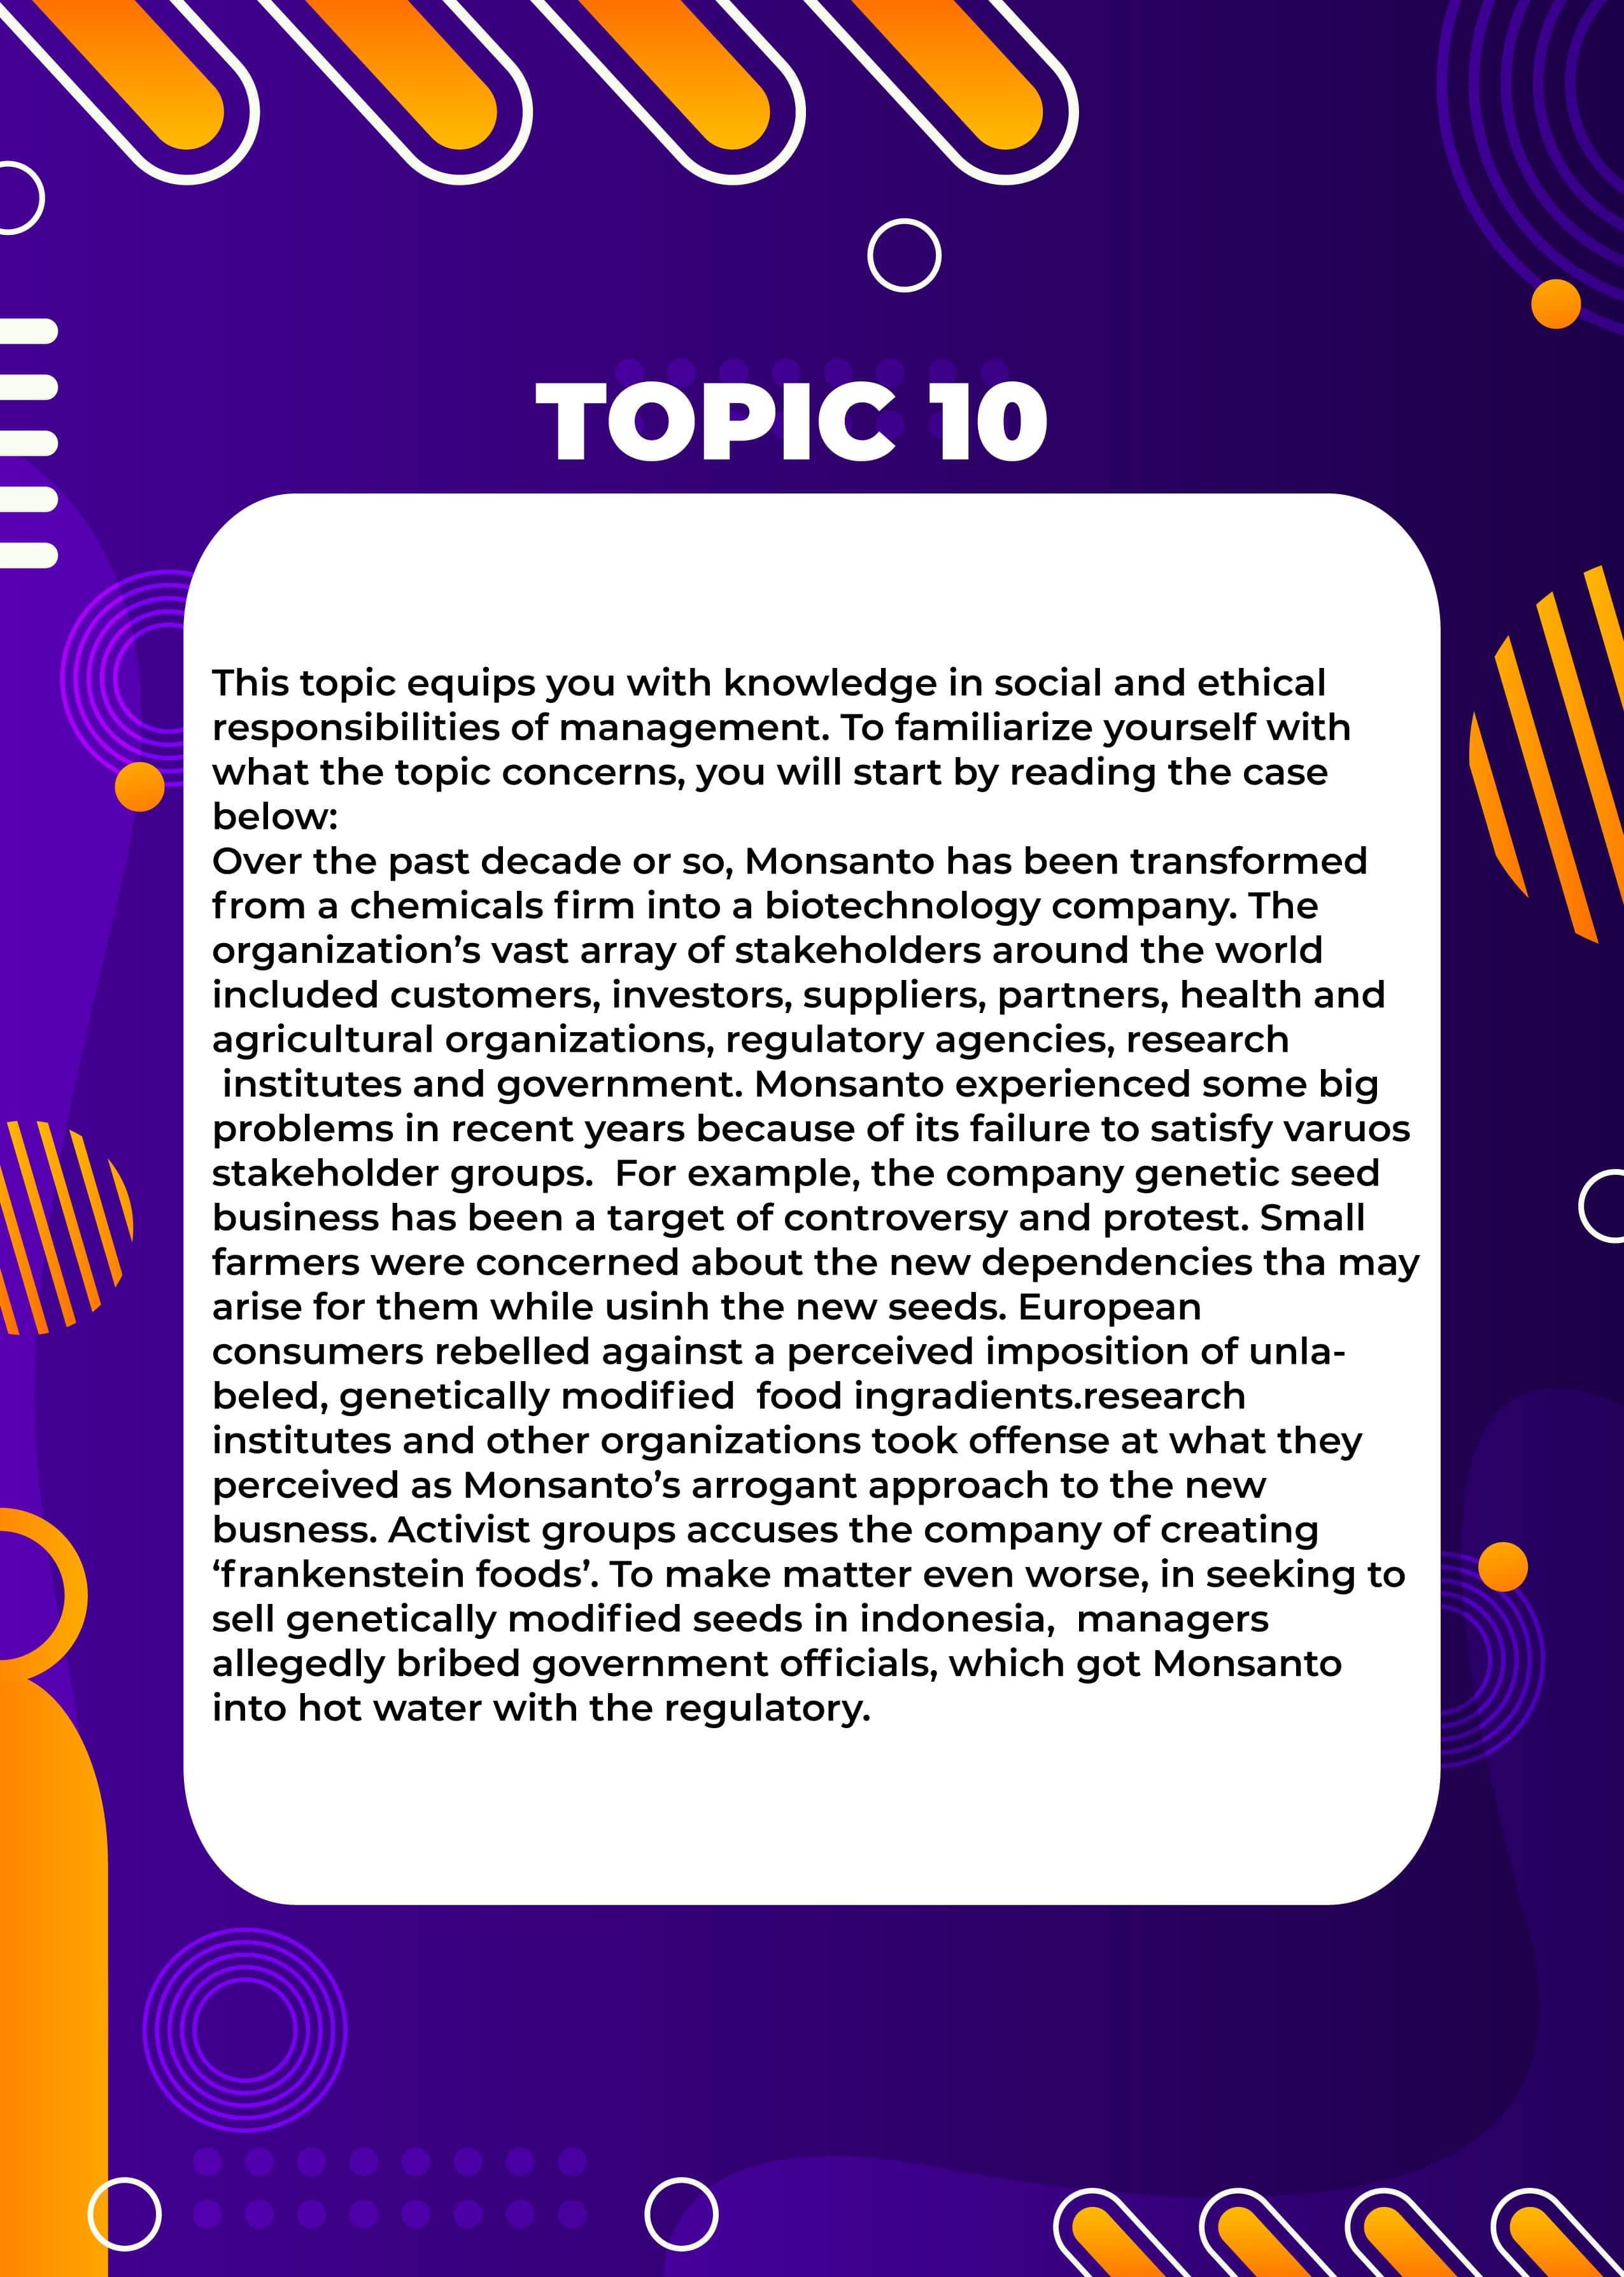 TOPIC 10
This topic equips you with knowledge in social and ethical
responsibilities of management. To familiarize yourself with
what the topic concerns, you will start by reading the case
below:
Over the past decade or so, Monsanto has been transformed
from a chemicals firm into a biotechnology company. The
organization’s vast array of stakeholders around the world
included customers, investors, suppliers, partners, health and
agricultural organizations, regulatory agencies, research
institutes and government. Monsanto experienced some big
problems in recent years because of its failure to satisfy varuos
stakeholder groups.  For example, the company genetic seed
business has been a target of controversy and protest. Small
farmers were concerned about the new dependencies tha may
arise for them while usinh the new seeds. European
consumers rebelled against a perceived imposition of unla-
beled, genetically modified  food ingredients.research
institutes and other organizations took offense at what they
perceived as Monsanto’s arrogant approach to the new
busness. Activist groups accuses the company of creating
‘frankenstein foods’. To make matter even worse, in seeking to
sell genetically modified seeds in indonesia,  managers
allegedly bribed government officials, which got Monsanto
into hot water with the regulatory.